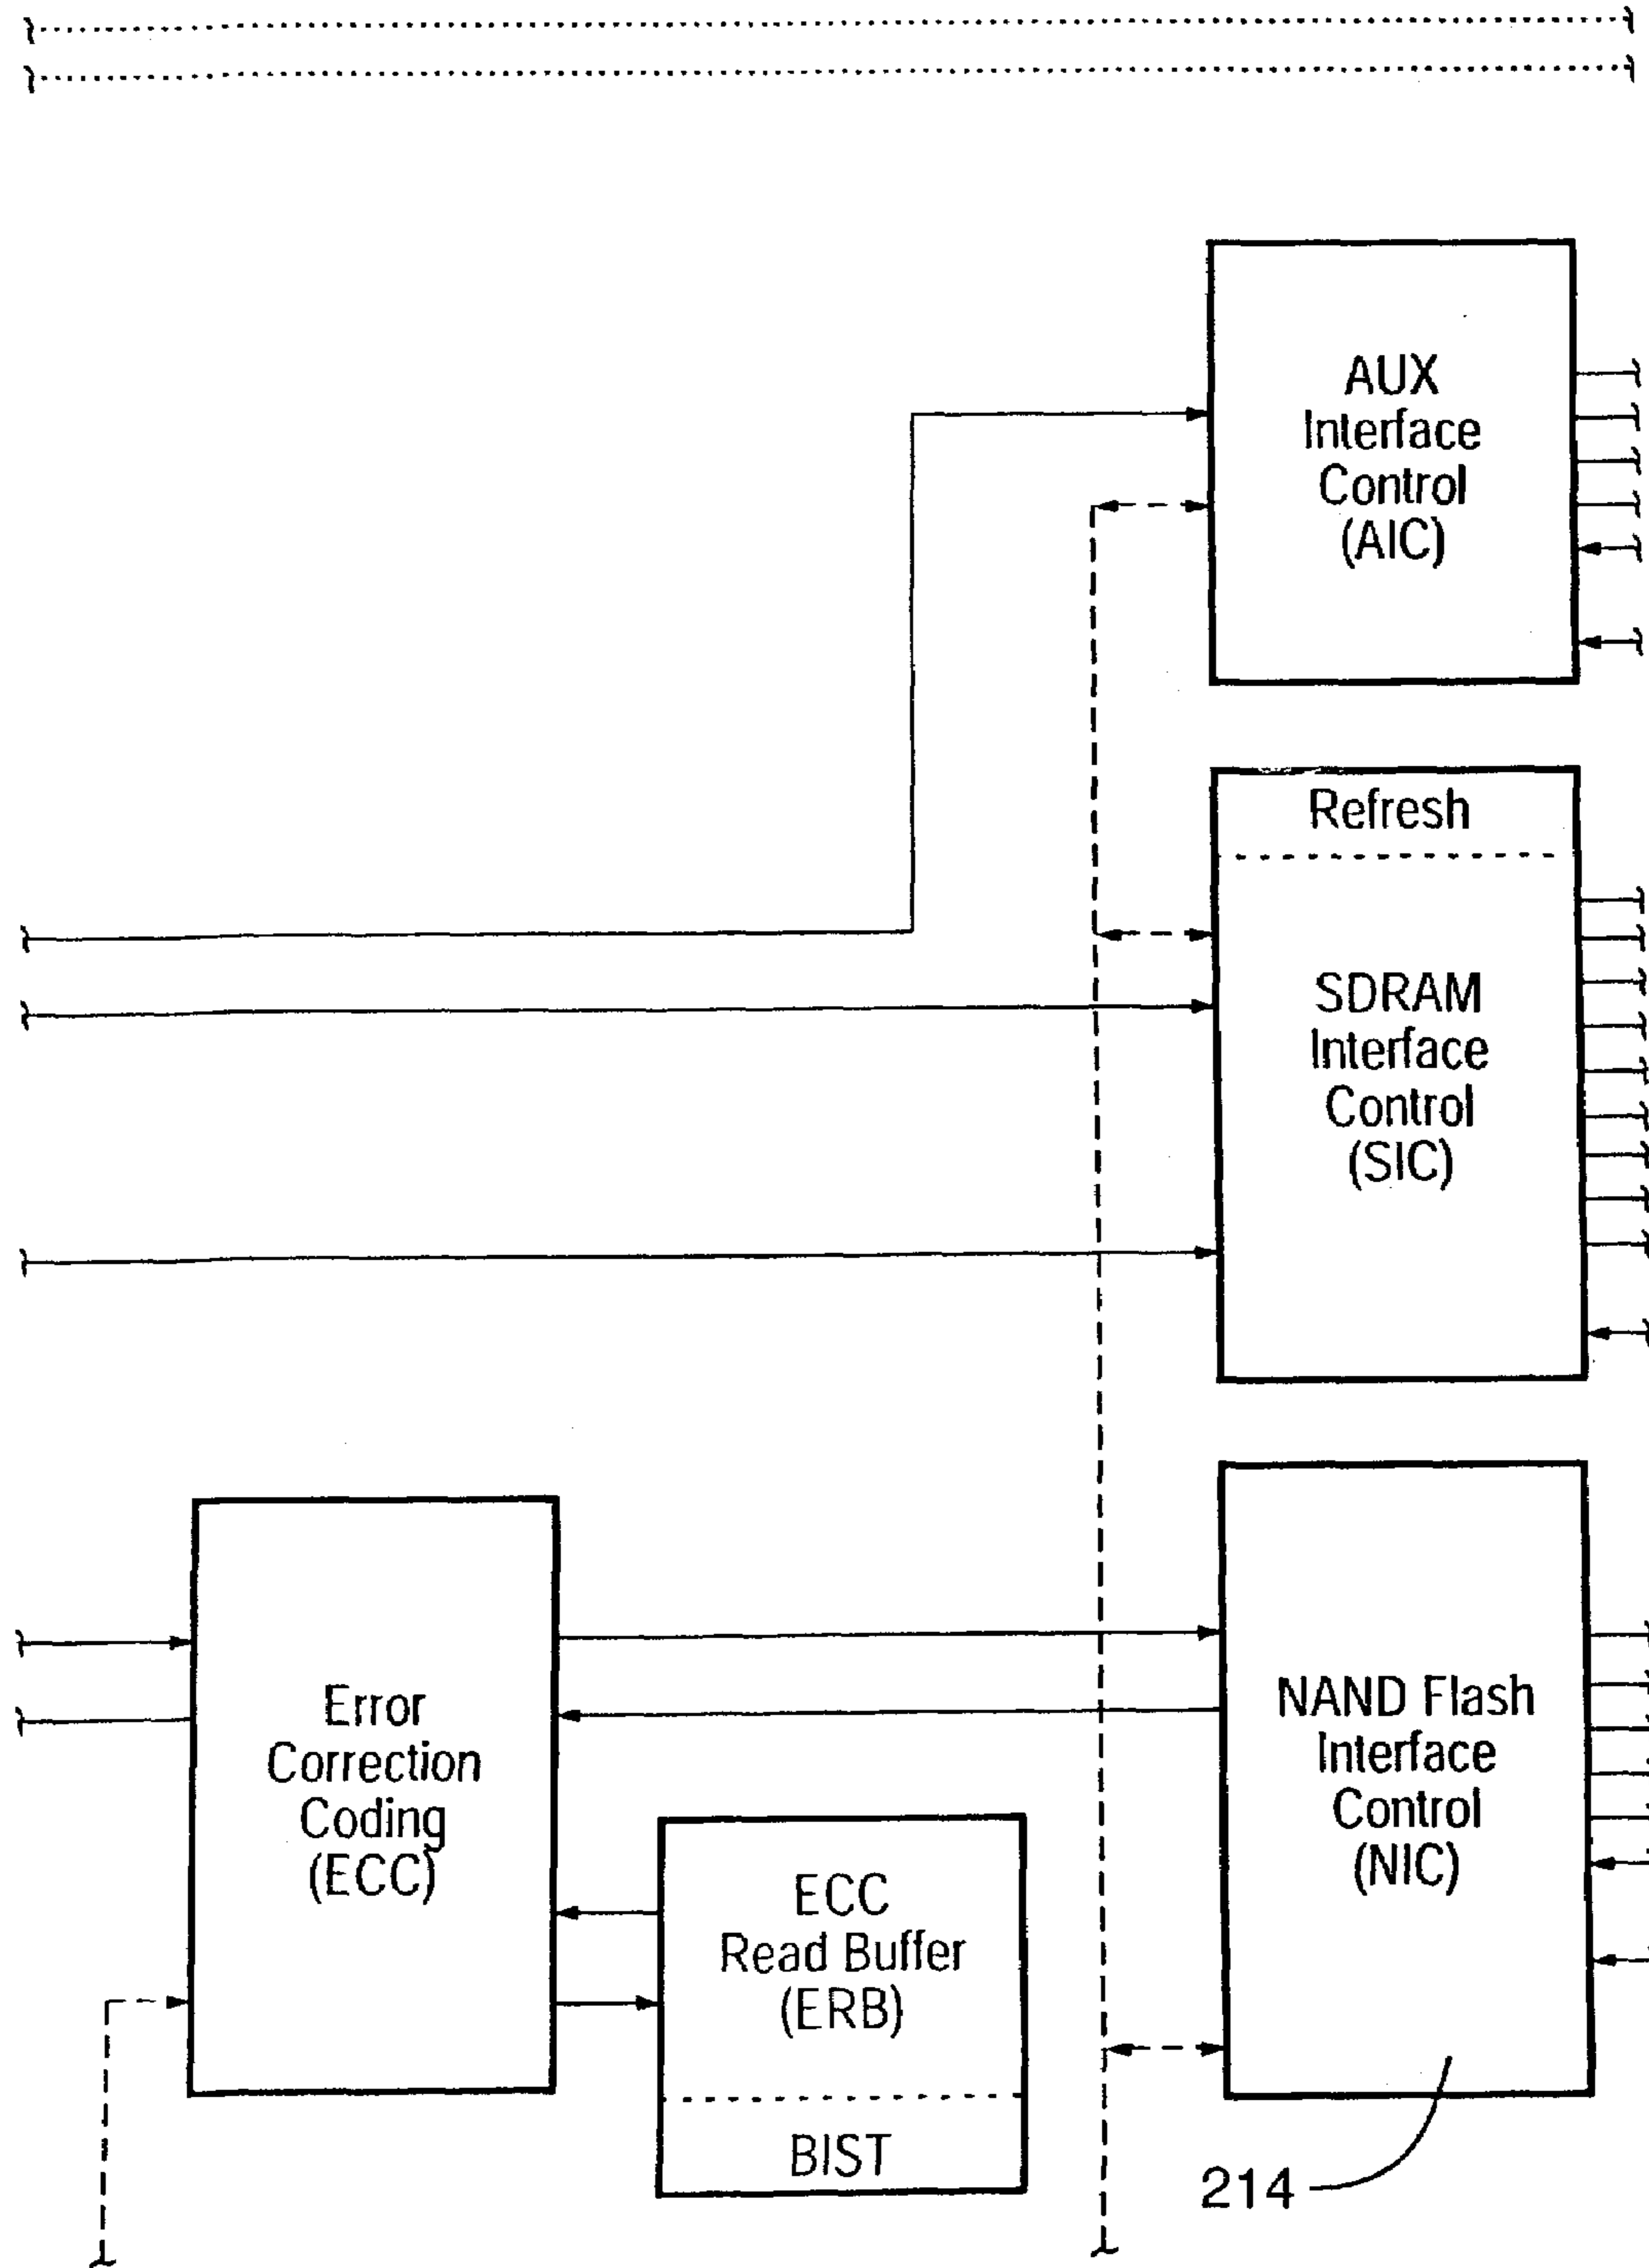 AUX
Interface
Control
(AIC)
Refresh
SDRAM
Interface
Control
(SIC)
Error
Correction
Coding
(ECC)
NAND Flash
Interface
Control
(NIC)
ECC
Read Buffer
(ERB)
BIST
214